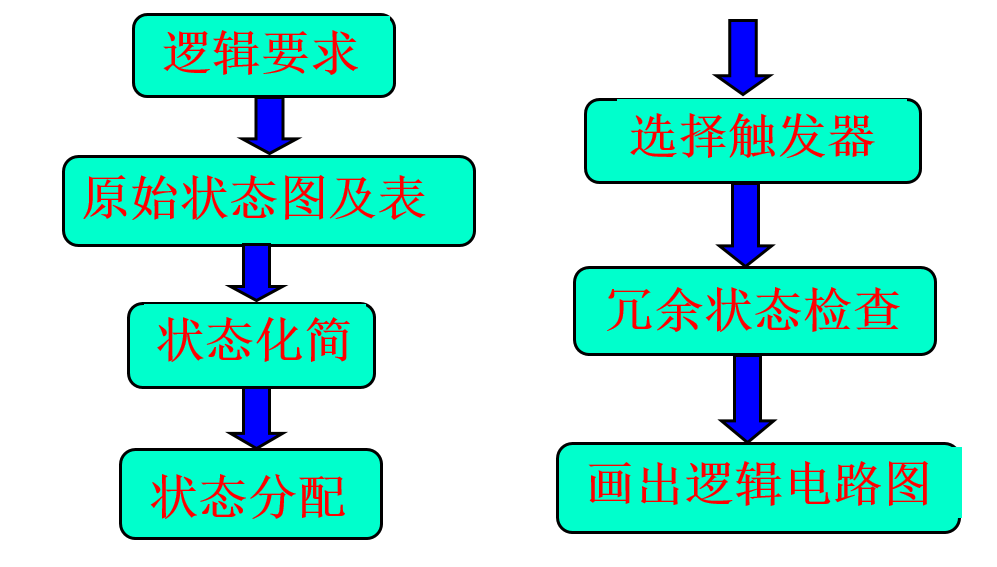 逻辑要求
原始状态图及表
状态化简
状态分配
选择触发器
冗余状态检查
画出逻辑电路图